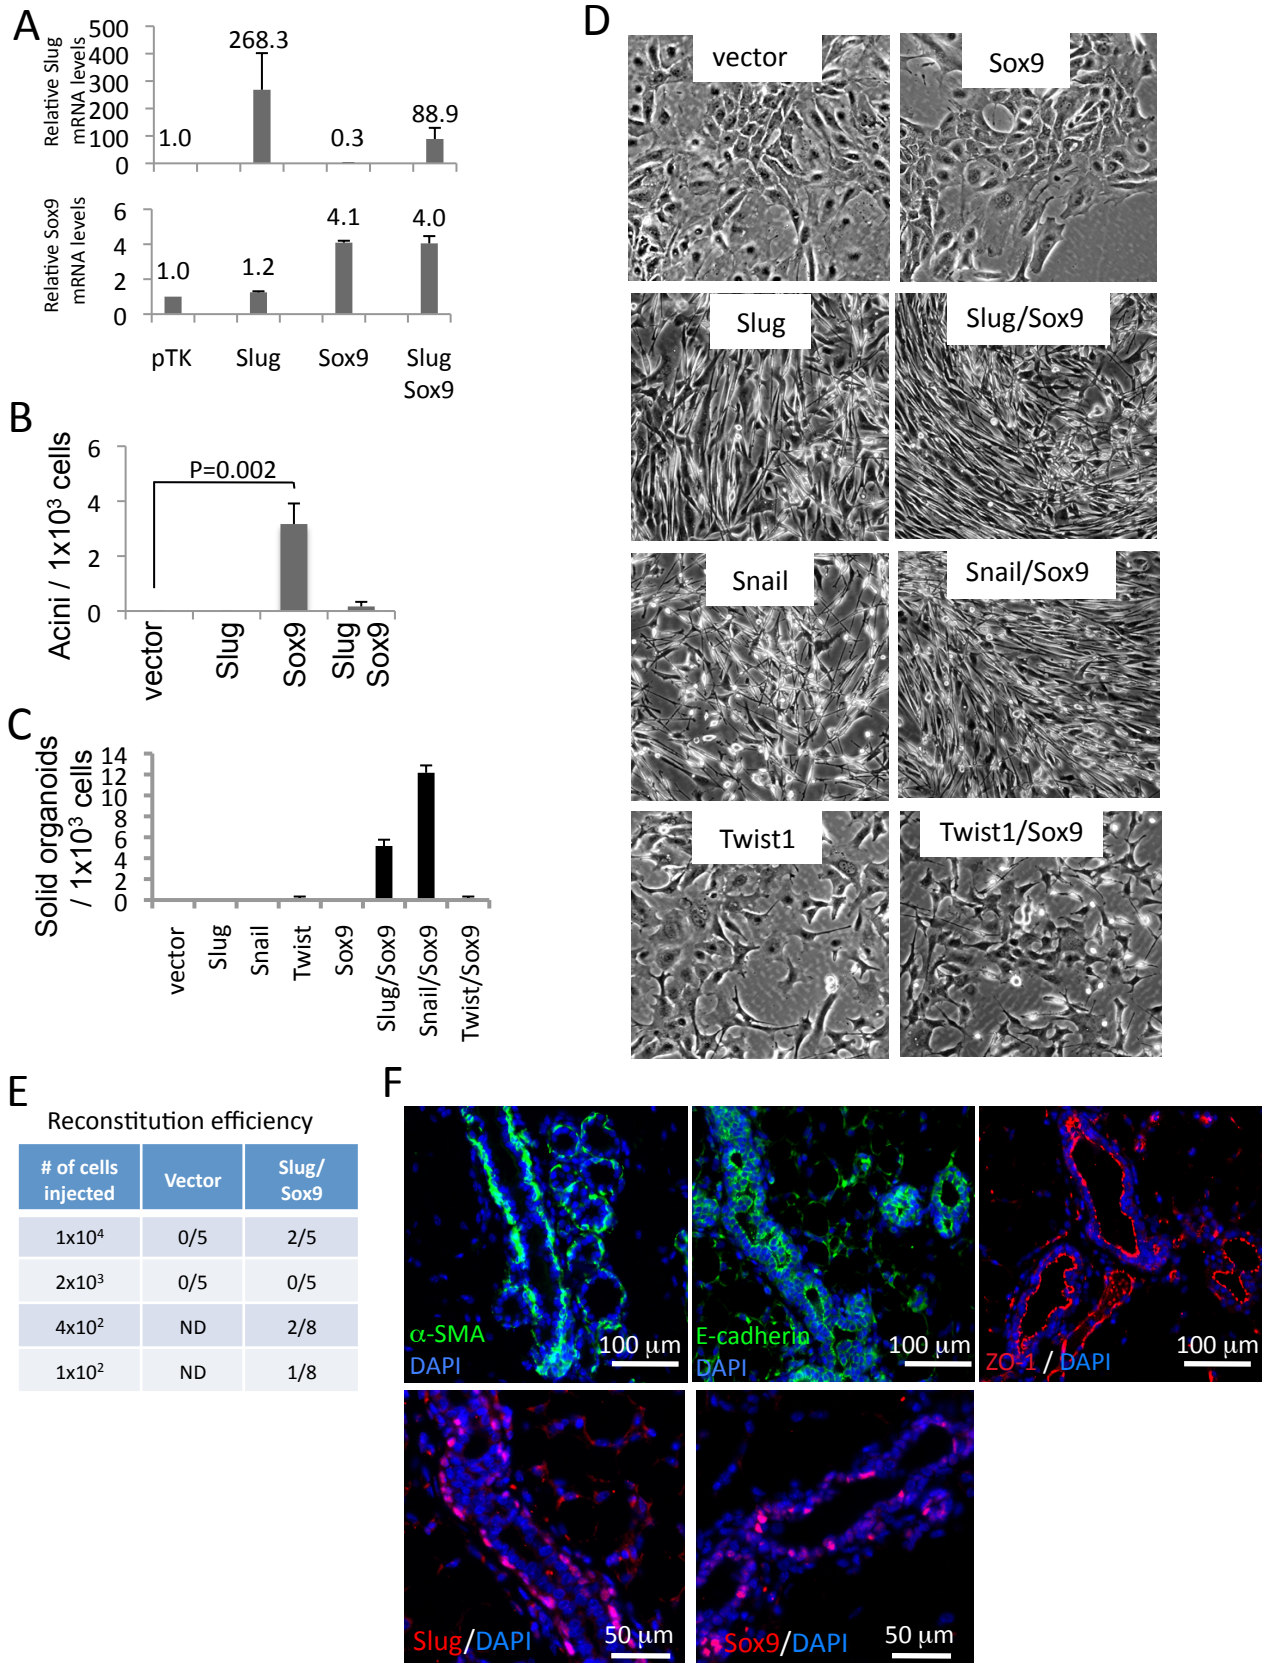 A
Relative Slug
mRNA levels
500
400
300
200
100
0
1.0
268.3
0.3
88.9
Relative Sox9
mRNA levels
6
4
2
0
1.0
1.2
4.1
4.0
pTK
Slug
Sox9
Slug
Sox9
B
Acini / 1x10³ cells
6
4
2
0
P=0.002
vector
Slug
Sox9
Slug
Sox9
C
Solid organoids
/ 1x10³ cells
14
12
10
8
6
4
2
0
vector
Slug
Snail
Twist
Sox9
Slug/Sox9
Snail/Sox9
Twist/Sox9
D
vector
Sox9
Slug
Slug/Sox9
Snail
Snail/Sox9
Twist1
Twist1/Sox9
E
Reconstitution efficiency
# of cells injected Vector Slug/ Sox9
1x10⁴ 0/5 2/5
2x10³ 0/5 0/5
4x10² ND 2/8
1x10² ND 1/8
F
α-SMA
DAPI
100 μm
E-cadherin
DAPI
100 μm
ZO-1 / DAPI
100 μm
Slug/DAPI
50 μm
Sox9/DAPI
50 μm